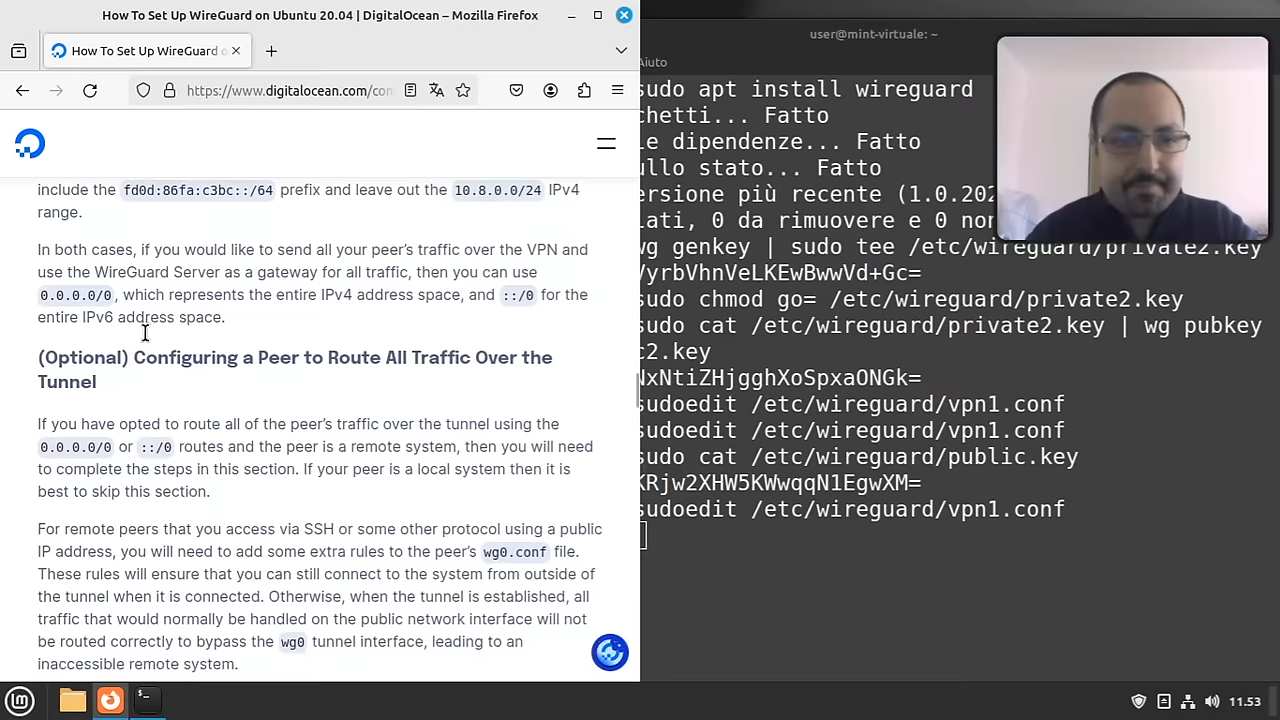 How To Set Up WireGuard on Ubuntu 20.04 | DigitalOcean – Mozilla Firefox
How To Set Up WireGuard o
https://www.digitalocean.com/con
include the fd0d:86fa:c3bc::/64 prefix and leave out the 10.8.0.0/24 IPv4
range.
In both cases, if you would like to send all your peer's traffic over the VPN and
use the WireGuard Server as a gateway for all traffic, then you can use
0.0.0.0/0, which represents the entire IPv4 address space, and ::/0 for the
entire IPv6 address space.
(Optional) Configuring a Peer to Route All Traffic Over the
Tunnel
If you have opted to route all of the peer's traffic over the tunnel using the
0.0.0.0/0 or ::/0 routes and the peer is a remote system, then you will need
to complete the steps in this section. If your peer is a local system then it is
best to skip this section.
For remote peers that you access via SSH or some other protocol using a public
IP address, you will need to add some extra rules to the peer's wg0.conf file.
These rules will ensure that you can still connect to the system from outside of
the tunnel when it is connected. Otherwise, when the tunnel is established, all
traffic that would normally be handled on the public network interface will not
be routed correctly to bypass the wg0 tunnel interface, leading to an
inaccessible remote system.
user@mint-virtuale: ~
Aiuto
sudo apt install wireguard
chetti... Fatto
le dipendenze... Fatto
ullo stato... Fatto
ersione più recente (1.0.202
lati, 0 da rimuovere e 0 non
wg genkey | sudo tee /etc/wireguard/private2.key
VyrbVhnVeLKEwBwwVd+Gc=
sudo chmod go= /etc/wireguard/private2.key
sudo cat /etc/wireguard/private2.key | wg pubkey
c2.key
NxNtiZHjgghXoSpxaONGk=
sudoedit /etc/wireguard/vpn1.conf
sudoedit /etc/wireguard/vpn1.conf
sudo cat /etc/wireguard/public.key
KRjw2XHW5KWwqqN1EgwXM=
sudoedit /etc/wireguard/vpn1.conf
11.53